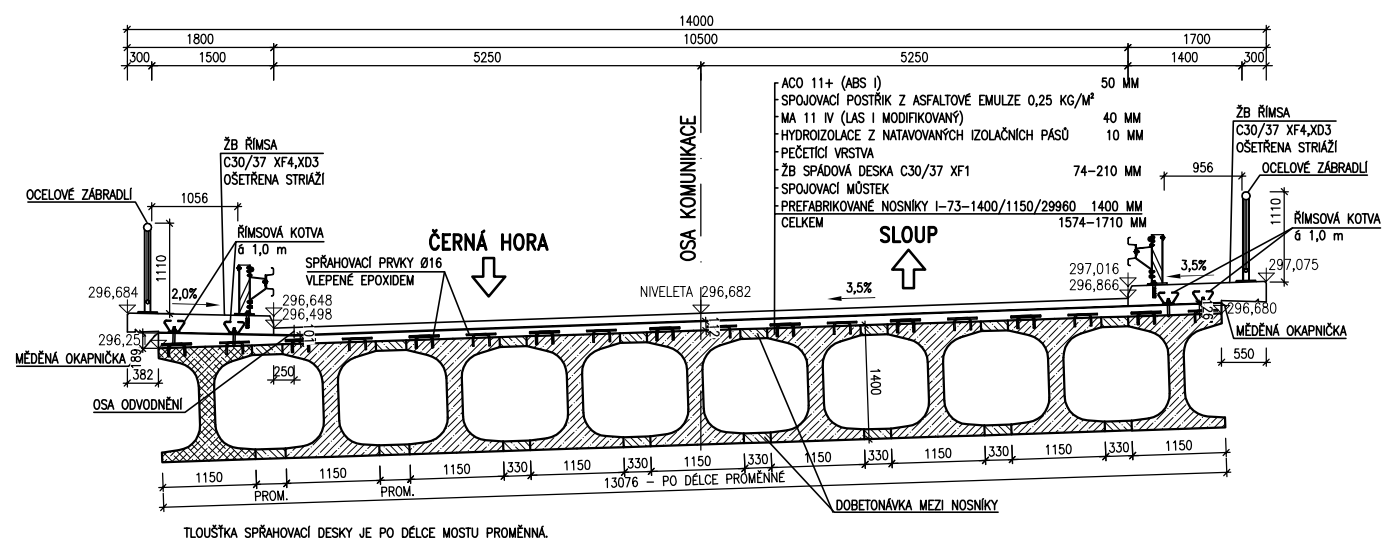 14000
1800
10500
1700
300
1500
5250
5250
1400
300
ACO 11+ (ABS I) 50 MM
SPOJOVACÍ POSTŘIK Z ASFALTOVÉ EMULZE 0,25 KG/M²
MA 11 IV (LAS I MODIFIKOVANÝ) 40 MM
HYDROIZOLACE Z NATAVOVANÝCH IZOLAČNÍCH PÁSŮ 10 MM
PEČETÍCÍ VRSTVA
ŽB SPÁDOVÁ DESKA C30/37 XF1 74-210 MM
SPOJOVACÍ MŮSTEK
PREFABRIKOVANÉ NOSNÍKY I-73-1400/1150/29960 1400 MM
CELKEM 1574-1710 MM
OSA KOMUNIKACE
ŽB ŘÍMSA
C30/37 XF4,XD3
OŠETŘENA STRIÁŽÍ
ŽB ŘÍMSA
C30/37 XF4,XD3
OŠETŘENA STRIÁŽÍ
OCELOVÉ ZÁBRADLÍ
1056
956
OCELOVÉ ZÁBRADLÍ
1110
1110
ŘÍMSOVÁ KOTVA
á 1,0 m
ŘÍMSOVÁ KOTVA
á 1,0 m
ČERNÁ HORA
SLOUP
SPŘAHOVACÍ PRVKY Ø16
VLEPENÉ EPOXIDEM
2,0%
3,5%
3,5%
296,684
296,648
296,498
NIVELETA 296,682
297,016
296,866
297,075
296,680
296,25
189
MĚDĚNÁ OKAPNIČKA
MĚDĚNÁ OKAPNIČKA
382
250
550
1400
OSA ODVODNĚNÍ
1150
PROM.
1150
PROM.
1150
330
1150
330
1150
330
1150
330
1150
330
1150
330
1150
13076 - PO DÉLCE PROMĚNNÉ
DOBETONÁVKA MEZI NOSNÍKY
TLOUŠŤKA SPŘAHOVACÍ DESKY JE PO DÉLCE MOSTU PROMĚNNÁ.